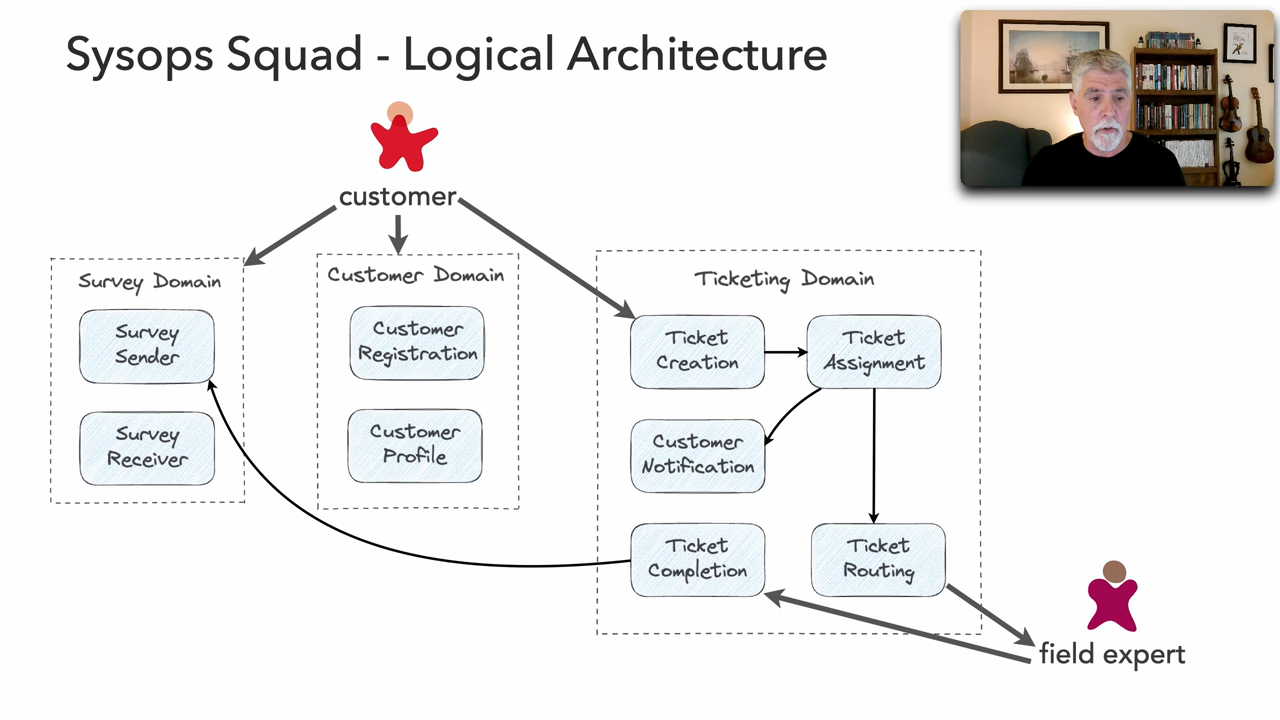 Sysops Squad - Logical Architecture
customer
Survey Domain
Survey
Sender
Survey
Receiver
Customer Domain
Customer
Registration
Customer
Profile
Ticketing Domain
Ticket
Creation
Ticket
Assignment
Customer
Notification
Ticket
Completion
Ticket
Routing
field expert